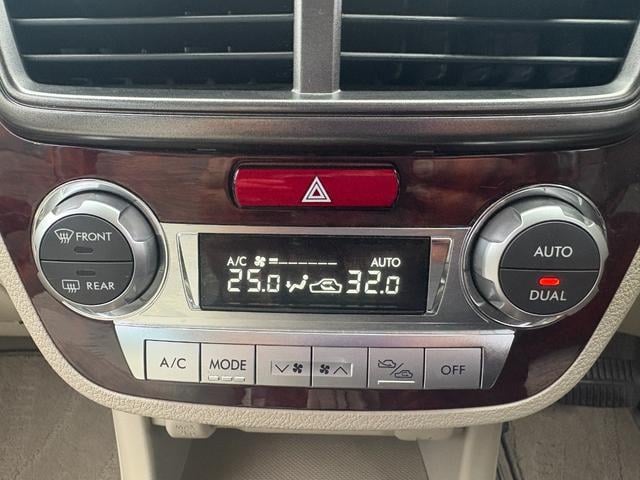 FRONT
REAR
A/C AUTO
25.0 32.0
AUTO
DUAL
A/C
MODE
OFF